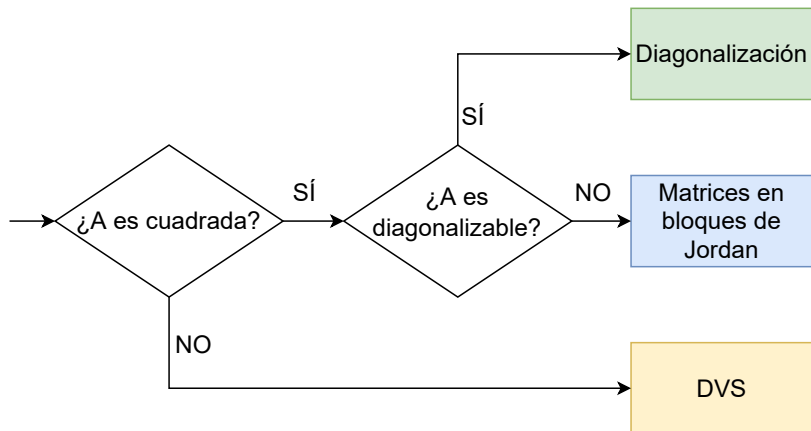 Diagonalización
SÍ
¿A es cuadrada?
SÍ
¿A es
diagonalizable?
NO
Matrices en
bloques de
Jordan
NO
DVS